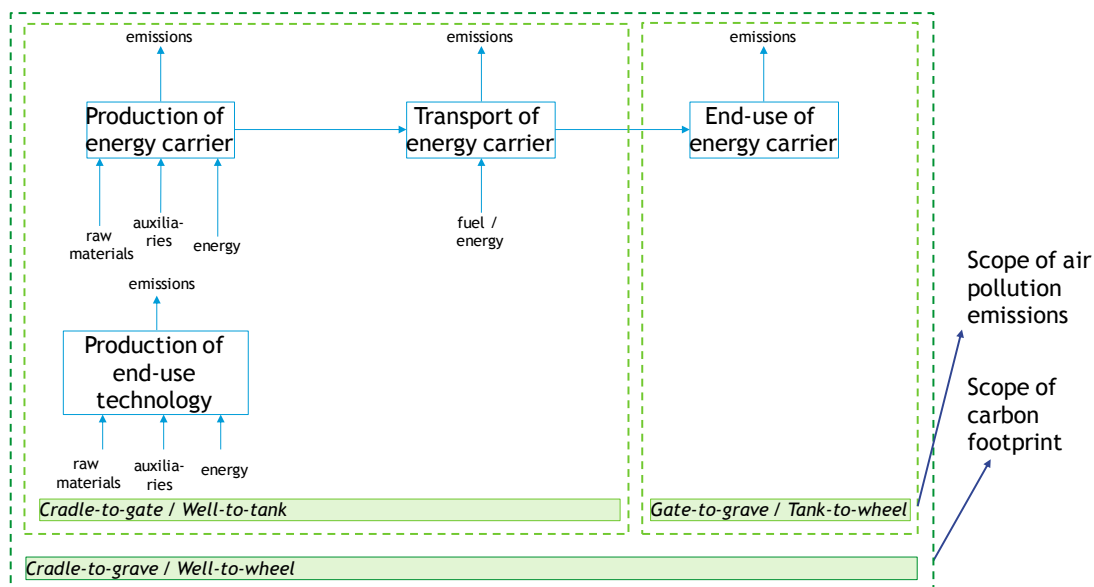 emissions
emissions
emissions
Production of
energy carrier
Transport of
energy carrier
End-use of
energy carrier
raw
materials
auxilia-
ries
energy
fuel /
energy
emissions
Production of
end-use
technology
raw
materials
auxilia-
ries
energy
Scope of air
pollution
emissions
Scope of
carbon
footprint
Cradle-to-gate / Well-to-tank
Gate-to-grave / Tank-to-wheel
Cradle-to-grave / Well-to-wheel